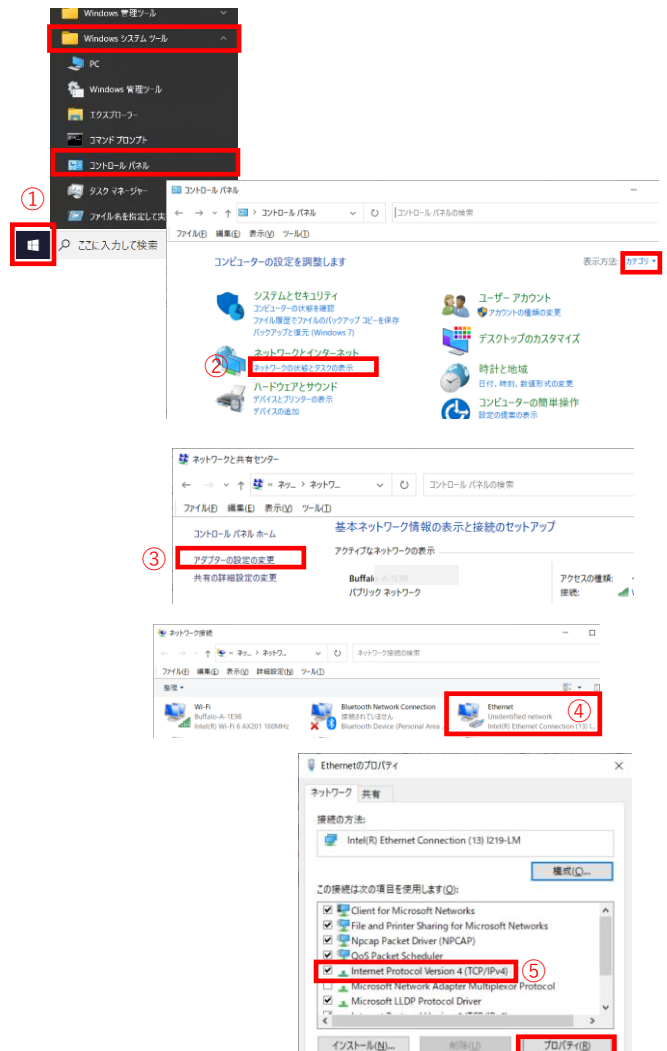 Windows 管理ツール
Windows システム ツール
PC
Windows 管理ツール
エクスプローラー
コマンド プロンプト
コントロール パネル
タスク マネージャー
ファイル名を指定して実
①
ここに入力して検索
コントロール パネル
コントロール パネル
コントロール パネルの検索
ファイル(F) 編集(E) 表示(V) ツール(T)
コンピューターの設定を調整します
表示方法: カテゴリ
システムとセキュリティ
コンピューターの状態を確認
ファイル履歴でファイルのバックアップ コピーを保存
バックアップと復元 (Windows 7)
ユーザー アカウント
アカウントの種類の変更
デスクトップのカスタマイズ
②
ネットワークとインターネット
ネットワークの状態とタスクの表示
時計と地域
日付、時刻、数値形式の変更
ハードウェアとサウンド
デバイスとプリンターの表示
デバイスの追加
コンピューターの簡単操作
設定の提案の表示
ネットワークと共有センター
« ネッ... › ネットワ...
コントロール パネルの検索
ファイル(F) 編集(E) 表示(V) ツール(T)
コントロール パネル ホーム
基本ネットワーク情報の表示と接続のセットアップ
③
アダプターの設定の変更
アクティブなネットワークの表示
共有の詳細設定の変更
Buffalo-A-1E98
パブリック ネットワーク
アクセスの種類:
接続:
ネットワーク接続
« ネッ... › ネットワ...
ネットワーク接続の検索
ファイル(F) 編集(E) 表示(V) 詳細設定(N) ツール(T)
整理
Wi-Fi
Buffalo-A-1E98
Intel(R) Wi-Fi 6 AX201 160MHz
Bluetooth Network Connection
接続されていません
Bluetooth Device (Personal Area ...
Ethernet
Unidentified network
Intel(R) Ethernet Connection (13) I...
④
Ethernetのプロパティ
ネットワーク 共有
接続の方法:
Intel(R) Ethernet Connection (13) I219-LM
構成(C)...
この接続は次の項目を使用します(O):
Client for Microsoft Networks
File and Printer Sharing for Microsoft Networks
Npcap Packet Driver (NPCAP)
QoS Packet Scheduler
Internet Protocol Version 4 (TCP/IPv4)
⑤
Microsoft Network Adapter Multiplexor Protocol
Microsoft LLDP Protocol Driver
インストール(N)...
削除(U)
プロパティ(R)